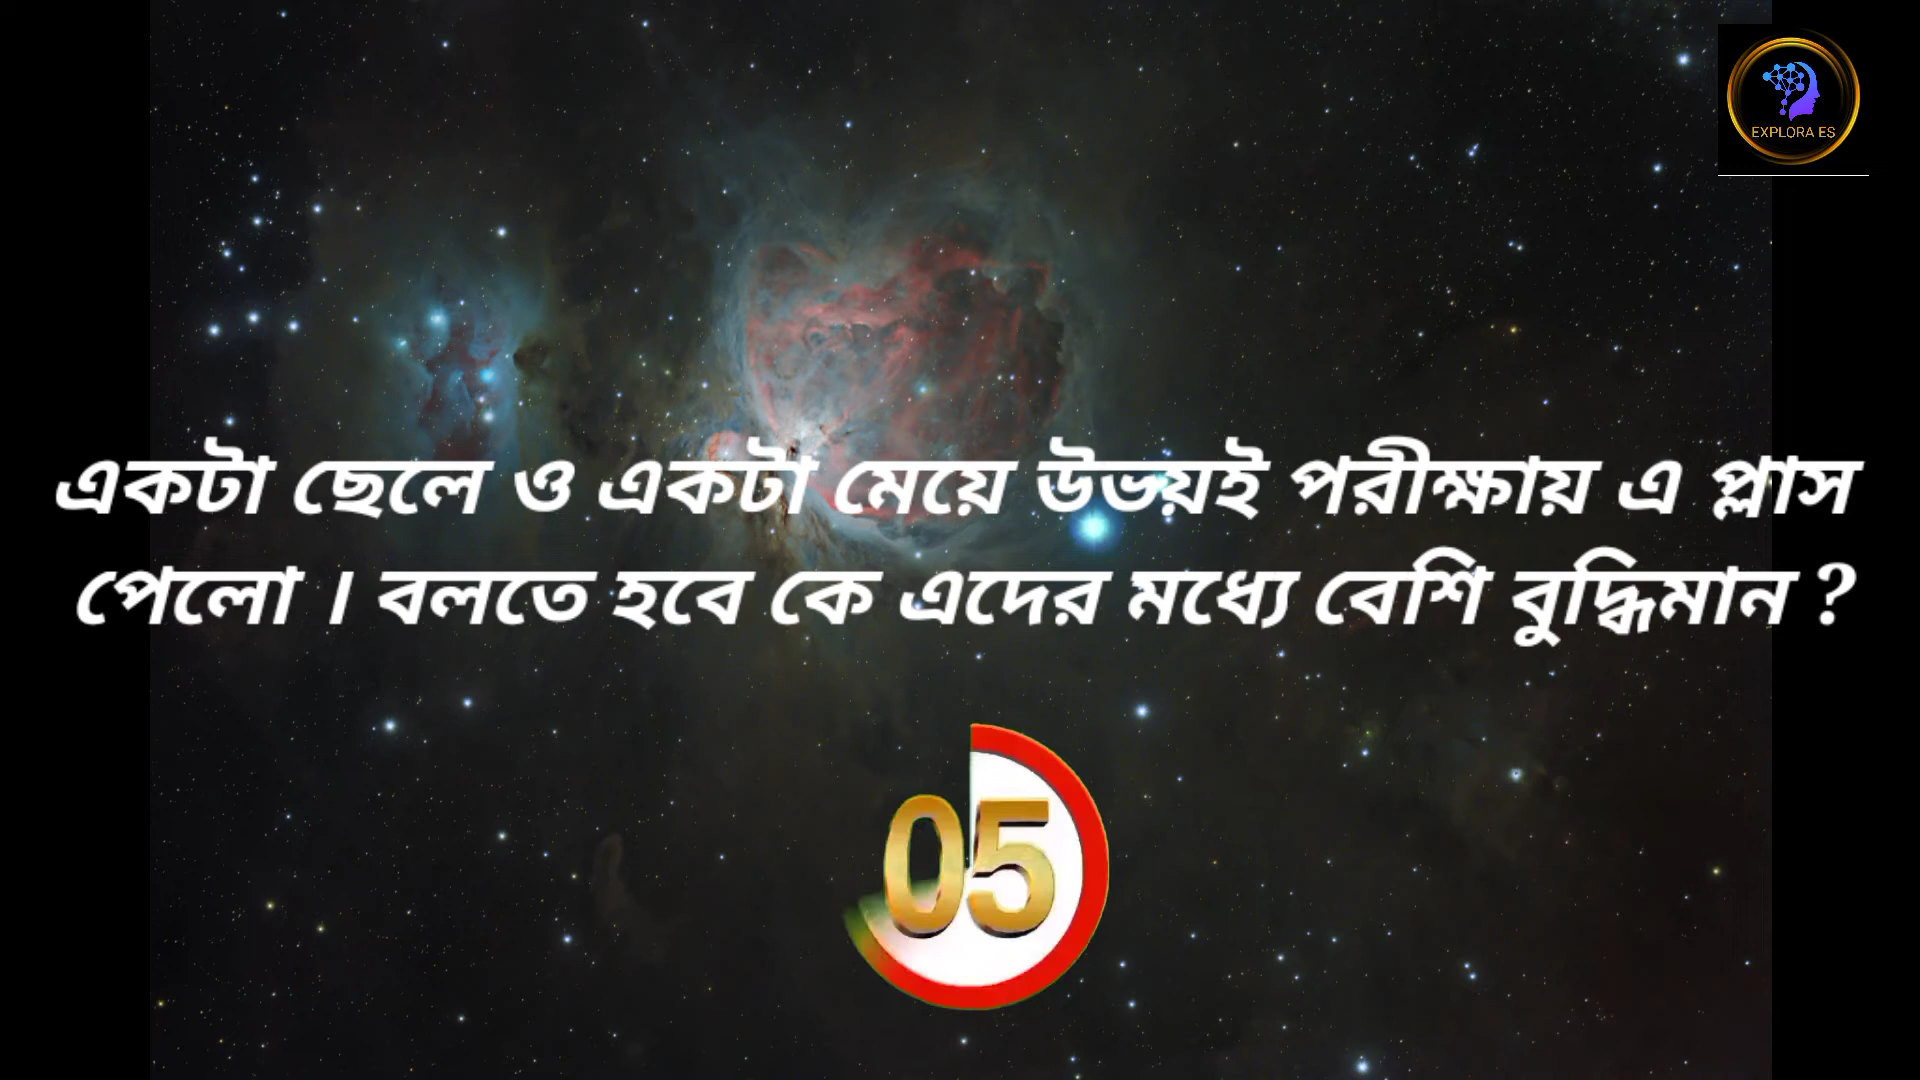 EXPLORA ES
একটা ছেলে ও একটা মেয়ে উভয়ই পরীক্ষায় এ প্লাস
পেলো । বলতে হবে কে এদের মধ্যে বেশি বুদ্ধিমান ?
05